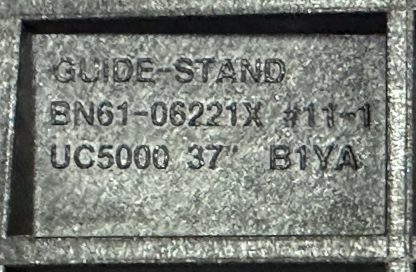 GUIDE-STAND
BN61-06221X #11-1
UC5000 37" B1YA